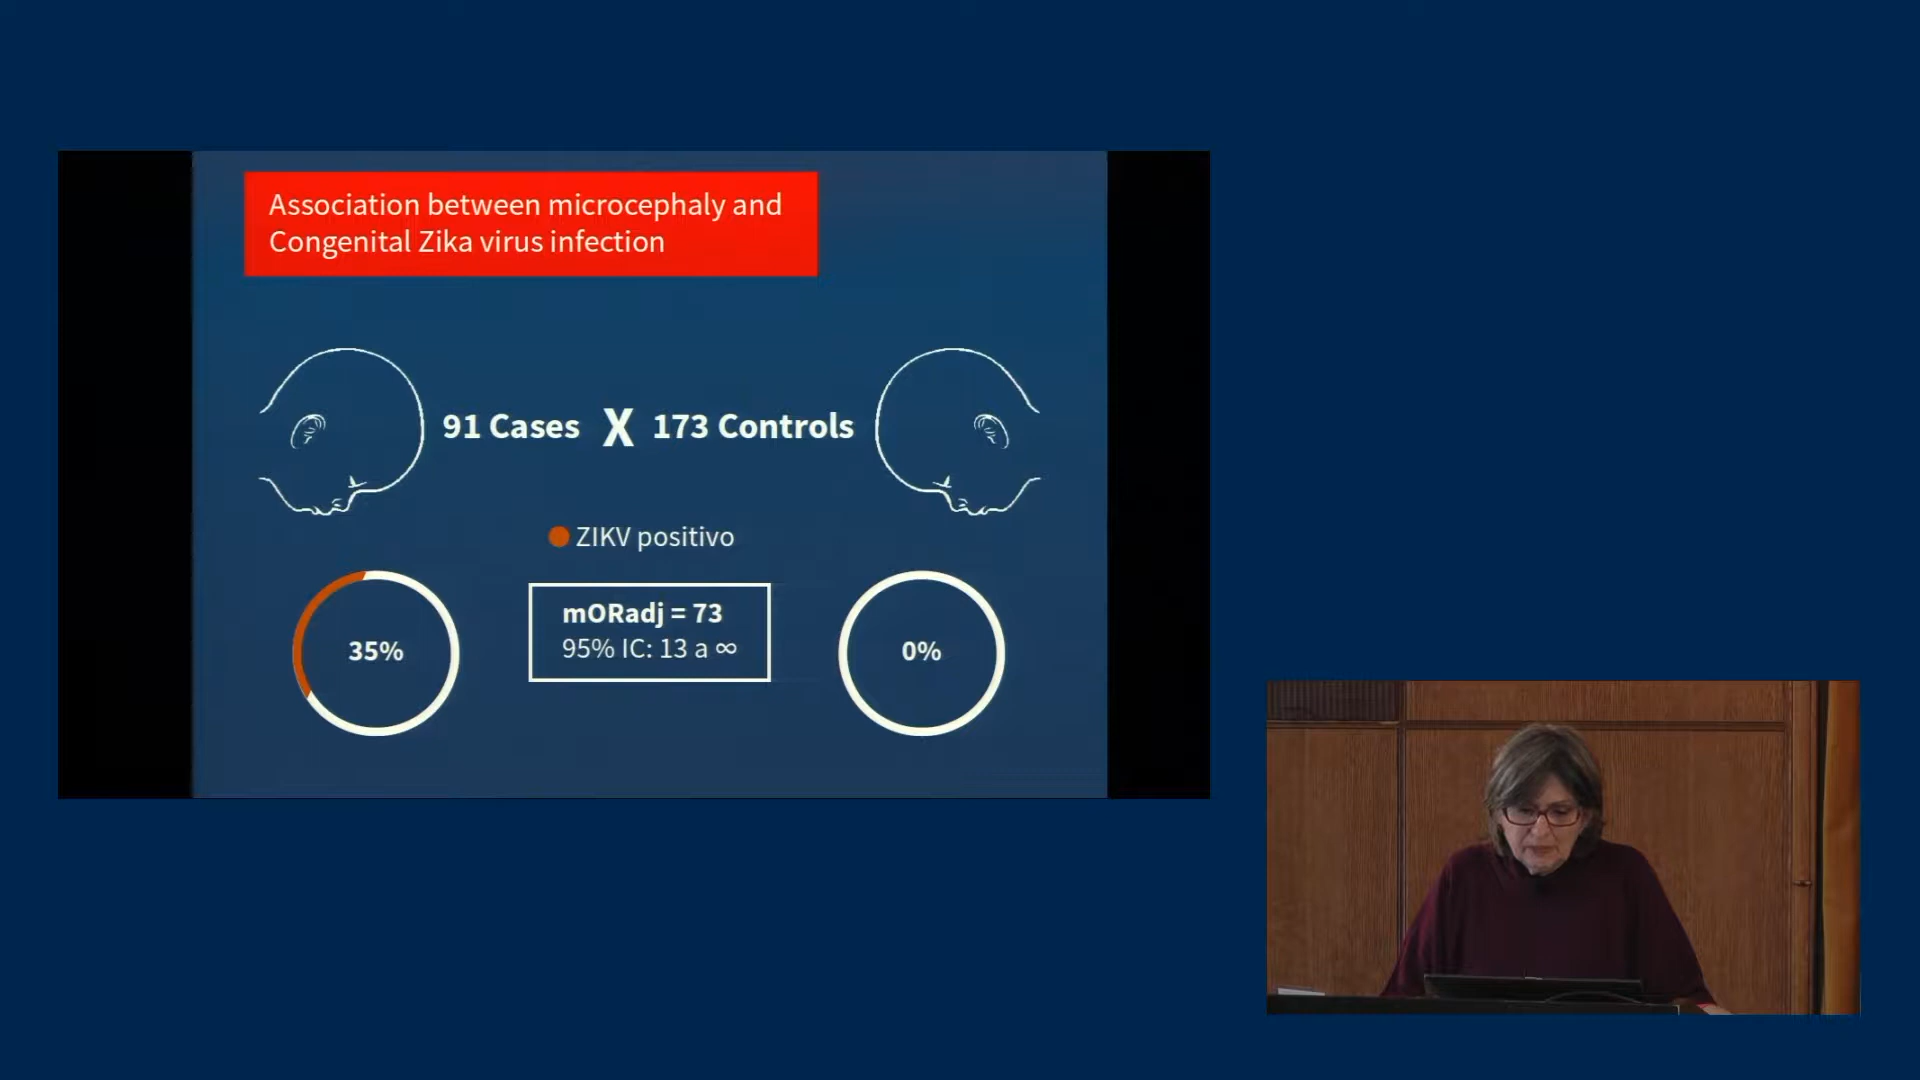 Association between microcephaly and
Congenital Zika virus infection
91 Cases X 173 Controls
ZIKV positivo
mORadj = 73
95% IC: 13 a ∞
35%
0%